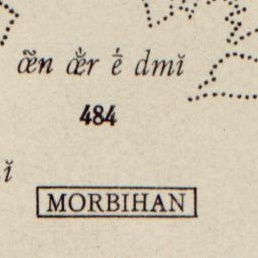 œ̃̆n œ̆̀r é̄ dmĭ
484
ĭ
MORBIHAN